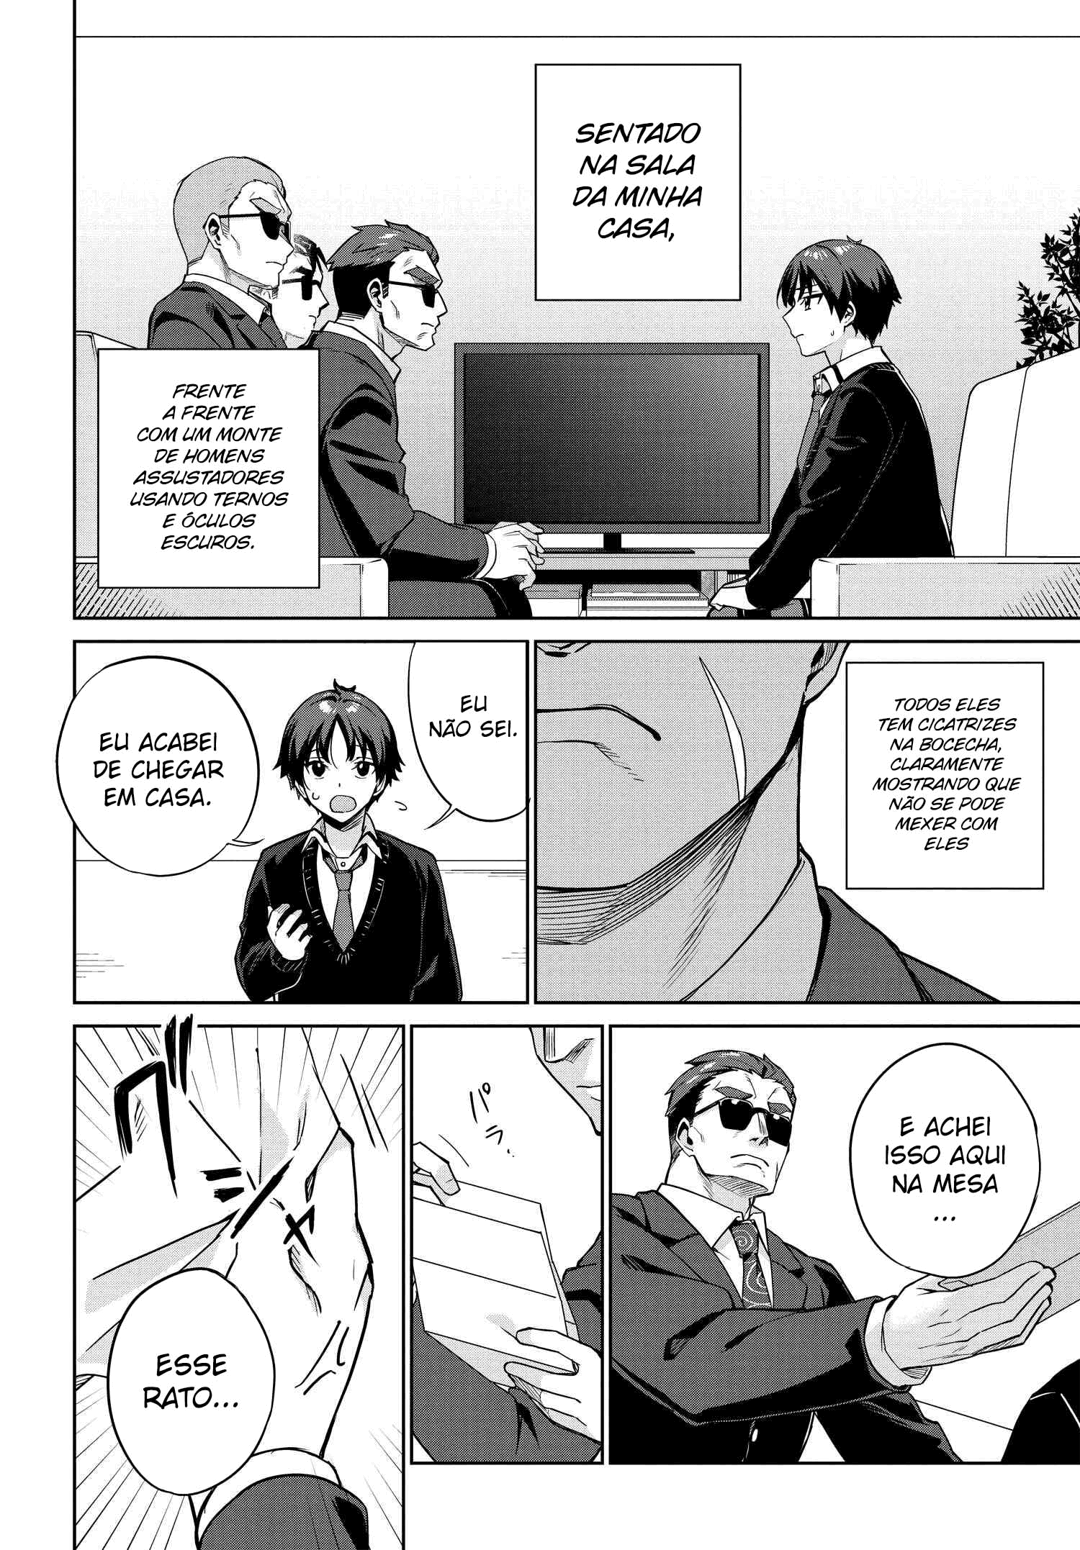 SENTADO
NA SALA
DA MINHA
CASA,
FRENTE
A FRENTE
COM UM MONTE
DE HOMENS
ASSUSTADORES
USANDO TERNOS
E ÓCULOS
ESCUROS.
TODOS ELES
TEM CICATRIZES
NA BOCECHA,
CLARAMENTE
MOSTRANDO QUE
NÃO SE PODE
MEXER COM
ELES
EU
NÃO SEI.
EU ACABEI
DE CHEGAR
EM CASA.
E ACHEI
ISSO AQUI
NA MESA
...
パラ
ESSE
RATO...